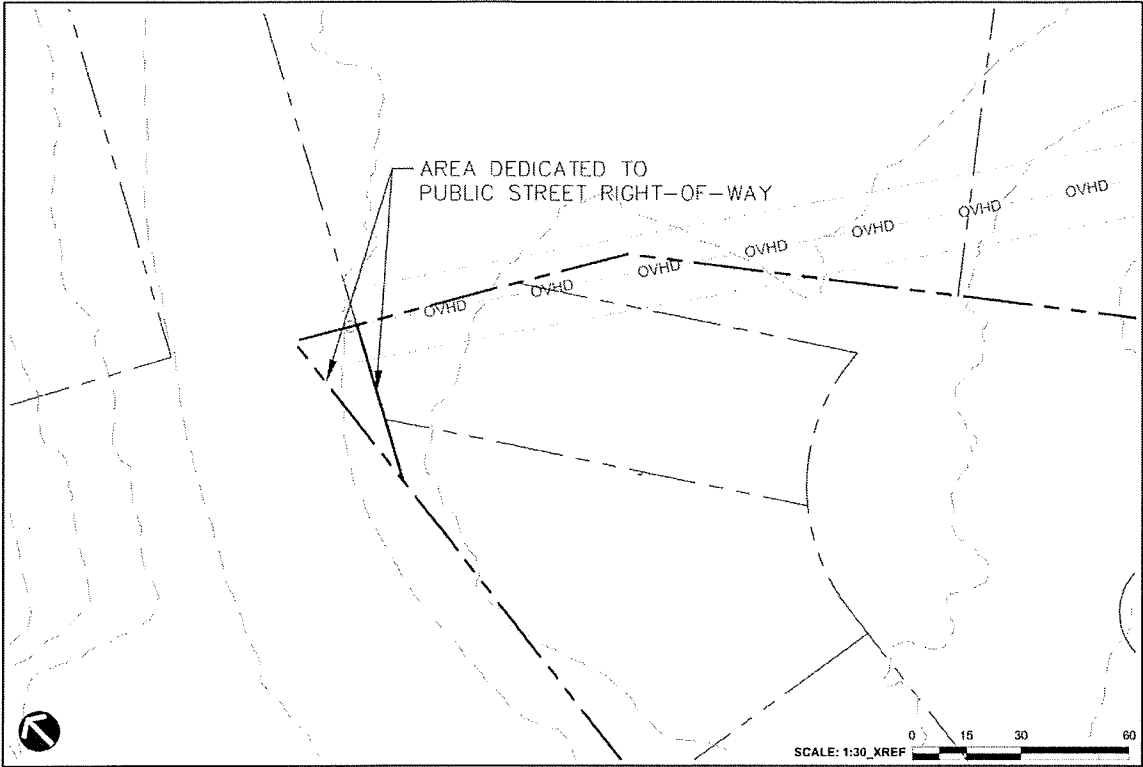 AREA DEDICATED TO
PUBLIC STREET RIGHT-OF-WAY
OVHD
OVHD
OVHD
OVHD
OVHD
OVHD
OVHD
SCALE: 1:30_XREF
0 15 30 60